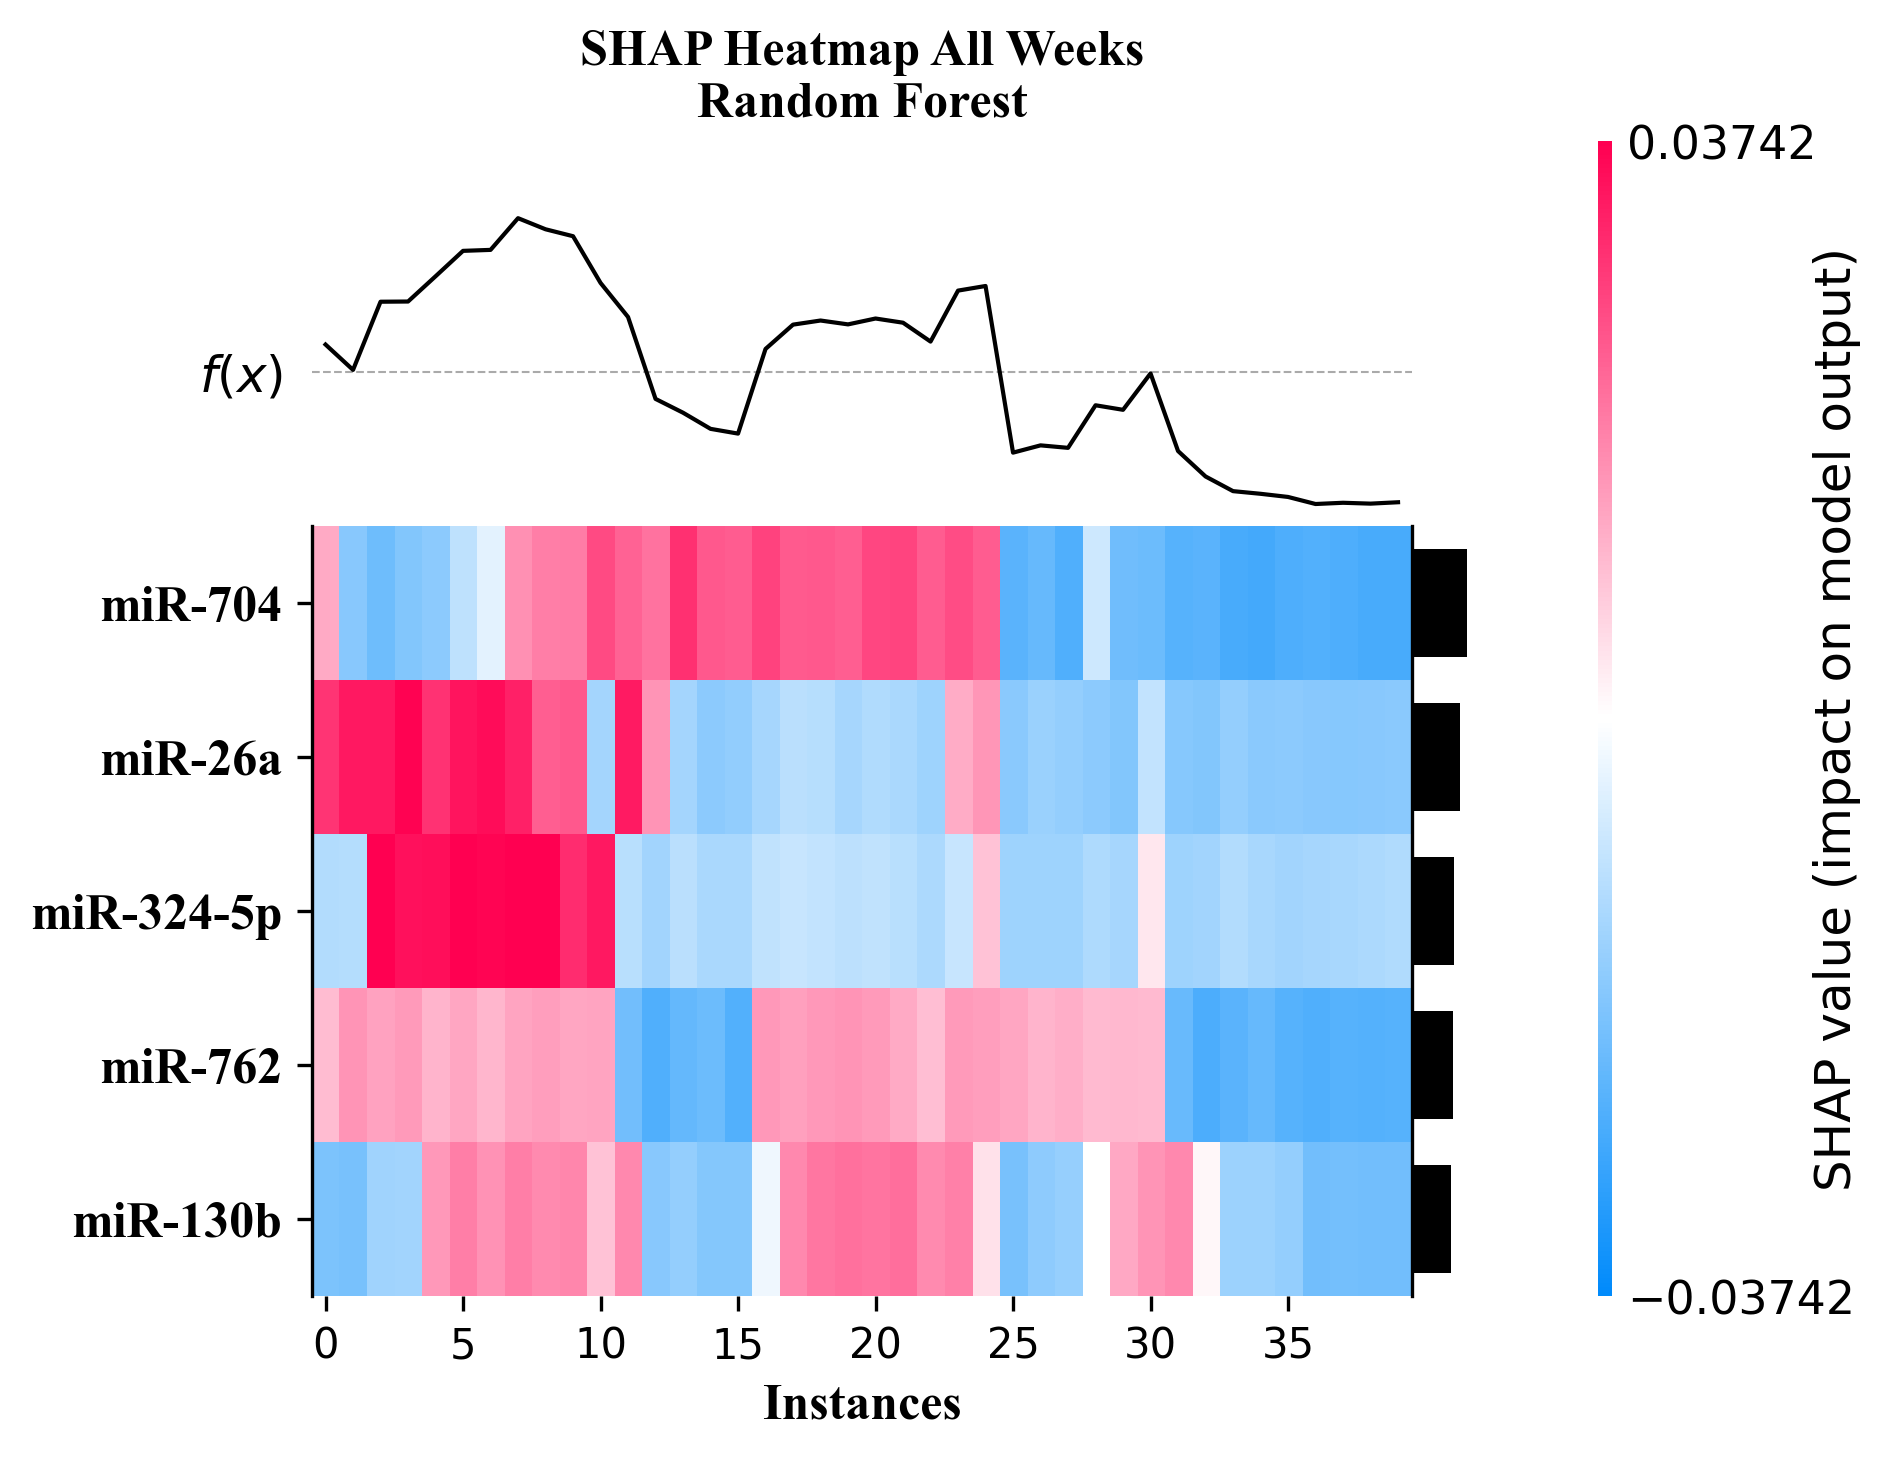 SHAP Heatmap All Weeks
Random Forest
0.03742
f(x)
miR-704
miR-26a
miR-324-5p
miR-762
miR-130b
SHAP value (impact on model output)
−0.03742
0 5 10 15 20 25 30 35
Instances